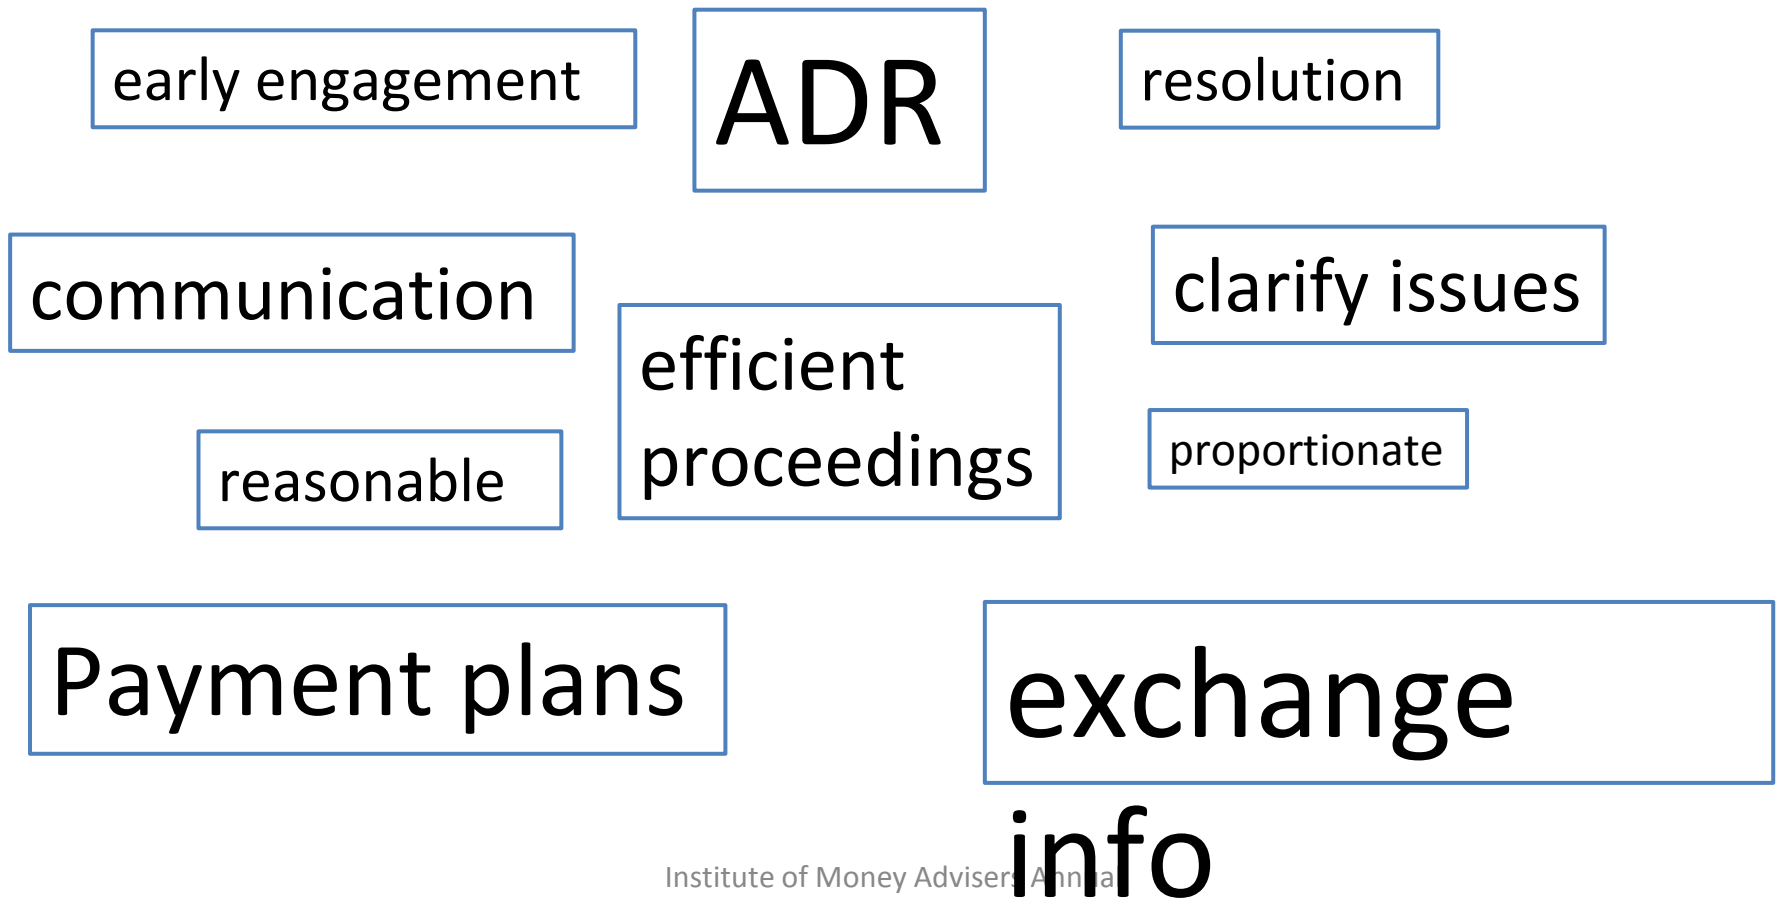 early engagement
ADR
resolution
communication
clarify issues
efficient
proceedings
reasonable
proportionate
Payment plans
exchange
info
Institute of Money Advisers Annual